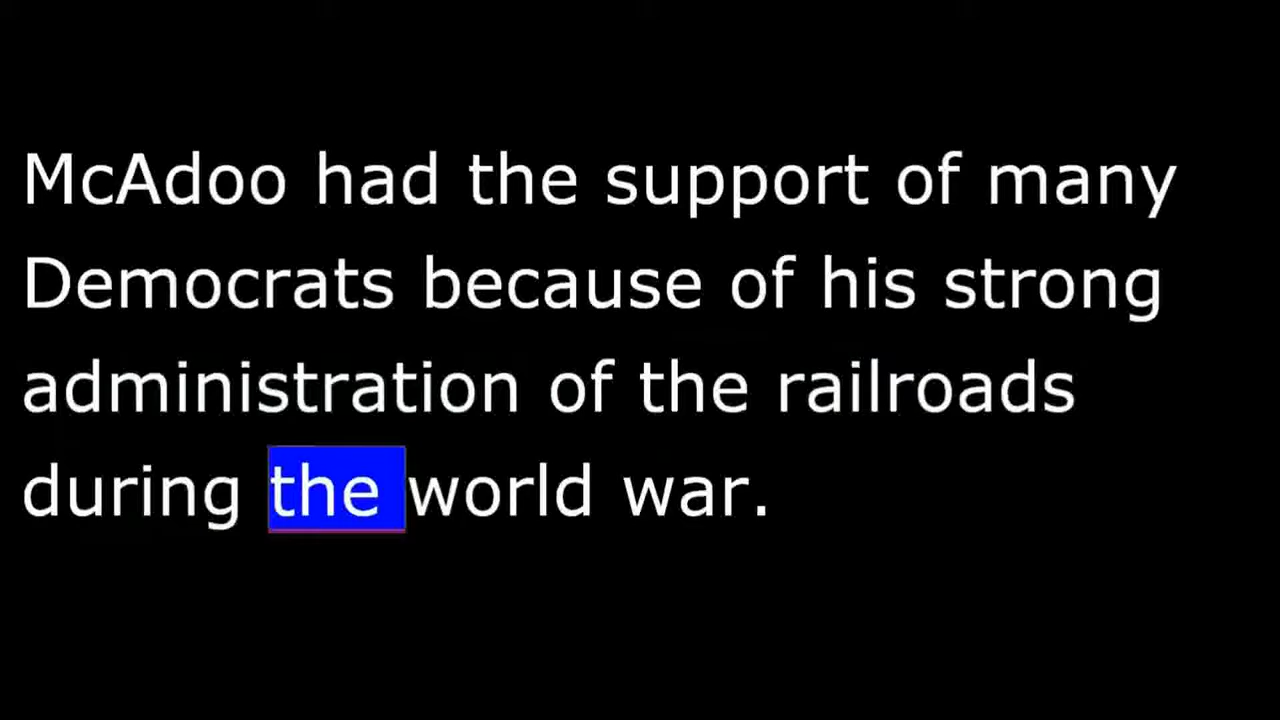 McAdoo had the support of many
Democrats because of his strong
administration of the railroads
during the world war.